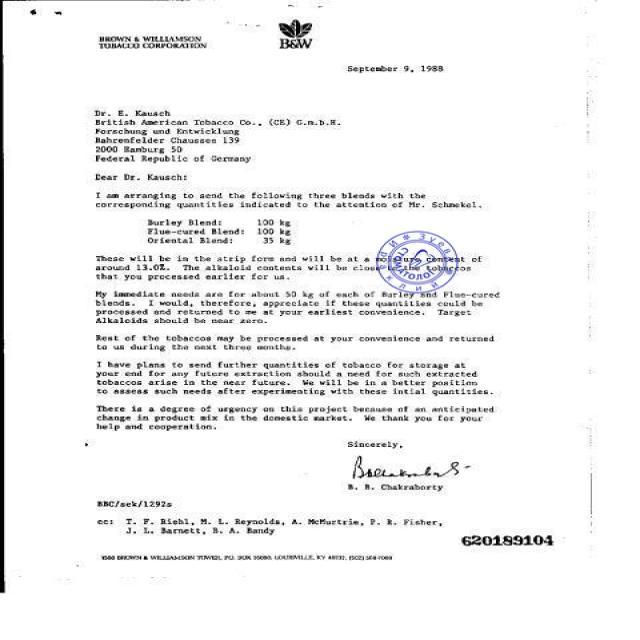 BROWN & WILLIAMSON
TOBACCO CORPORATION
B&W
September 9, 1988
Dr. E. Kausch
British American Tobacco Co., (CE) G.m.b.H.
Forschung und Entwicklung
Bahrenfelder Chaussee 139
2000 Hamburg 50
Federal Republic of Germany
Dear Dr. Kausch:
I am arranging to send the following three blends with the
corresponding quantities indicated to the attention of Mr. Schmekel.
Burley Blend: 100 kg
Flue-cured Blend: 100 kg
Oriental Blend: 35 kg
These will be in the strip form and will be at a moisture content of
around 13.0%. The alkaloid contents will be close to the tobaccos
that you processed earlier for us.
My immediate needs are for about 50 kg of each of Burley and Flue-cured
blends. I would, therefore, appreciate if these quantities could be
processed and returned to me at your earliest convenience. Target
Alkaloids should be near zero.
Rest of the tobaccos may be processed at your convenience and returned
to us during the next three months.
I have plans to send further quantities of tobacco for storage at
your end for any future extraction should a need for such extracted
tobaccos arise in the near future. We will be in a better position
to assess such needs after experimenting with these intial quantities.
There is a degree of urgency on this project because of an anticipated
change in product mix in the domestic market. We thank you for your
help and cooperation.
Sincerely,
B. B. Chakraborty
BBC/sek/1292s
cc: T. F. Riehl, M. L. Reynolds, A. McMurtrie, P. R. Fisher,
J. L. Barnett, B. A. Bandy
620189104
1500 BROWN & WILLIAMSON TOWER, P.O. BOX 35090, LOUISVILLE, KY 40232, (502) 568-7000